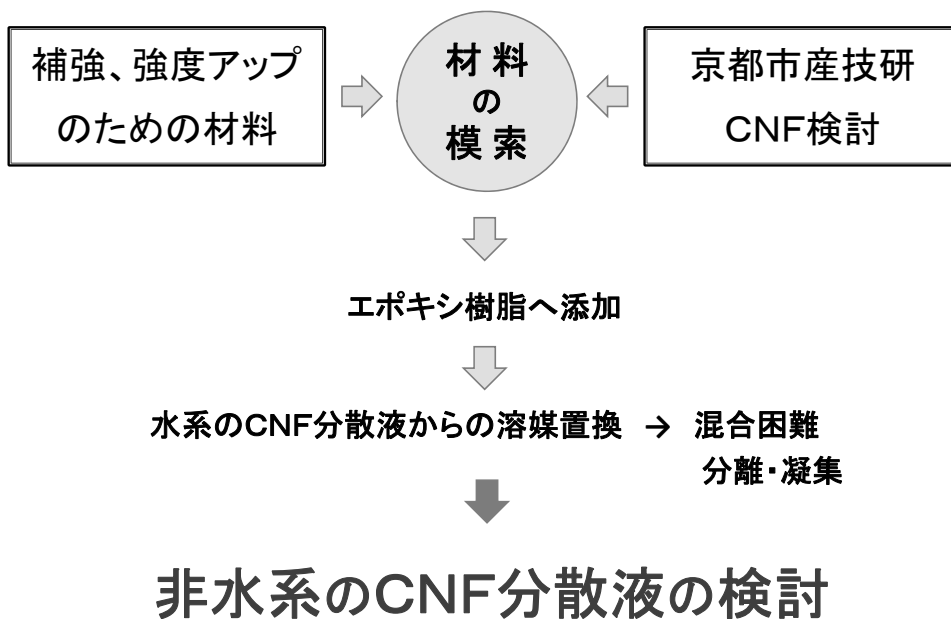 補強、強度アップ
のための材料
材料
の
模索
京都市産技研
CNF検討
エポキシ樹脂へ添加
水系のCNF分散液からの溶媒置換 → 混合困難
分離・凝集
非水系のCNF分散液の検討